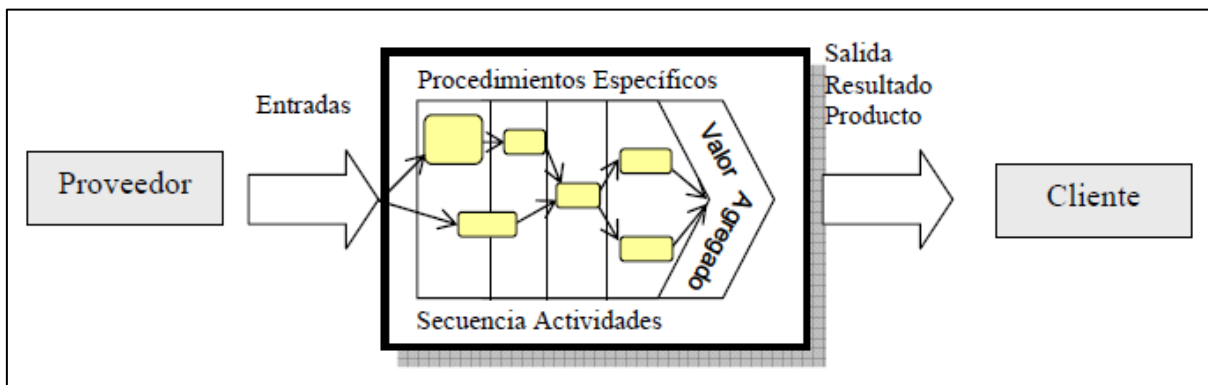 Proveedor
Entradas
Procedimientos Específicos
Valor Agregado
Secuencia Actividades
Salida
Resultado
Producto
Cliente